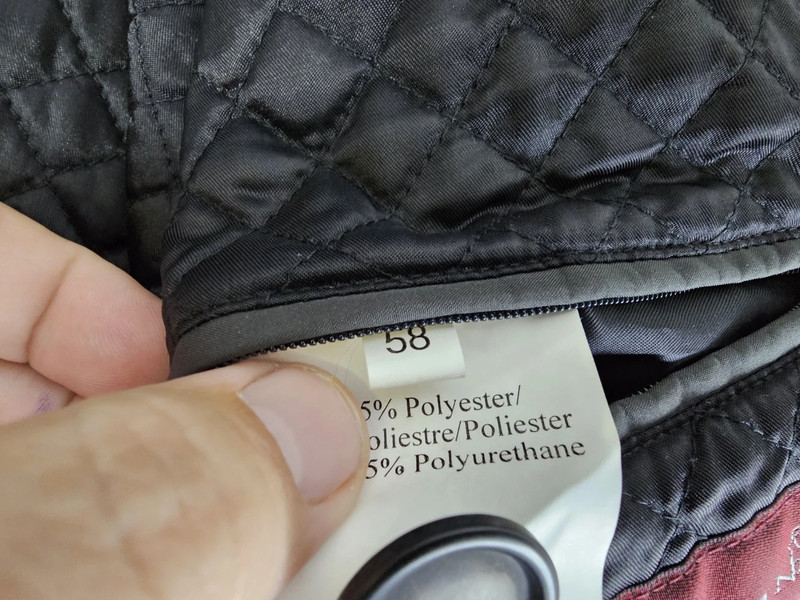 58
5% Polyester/
oliestre/Poliester
5% Polyurethane